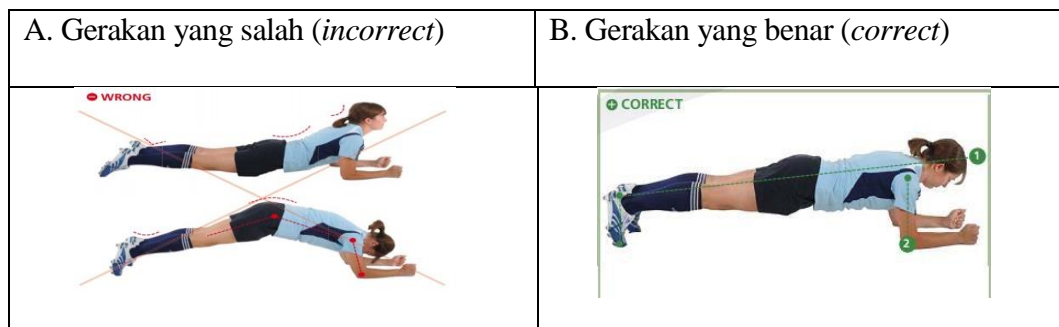 A. Gerakan yang salah (incorrect)
B. Gerakan yang benar (correct)
WRONG
CORRECT
1
2